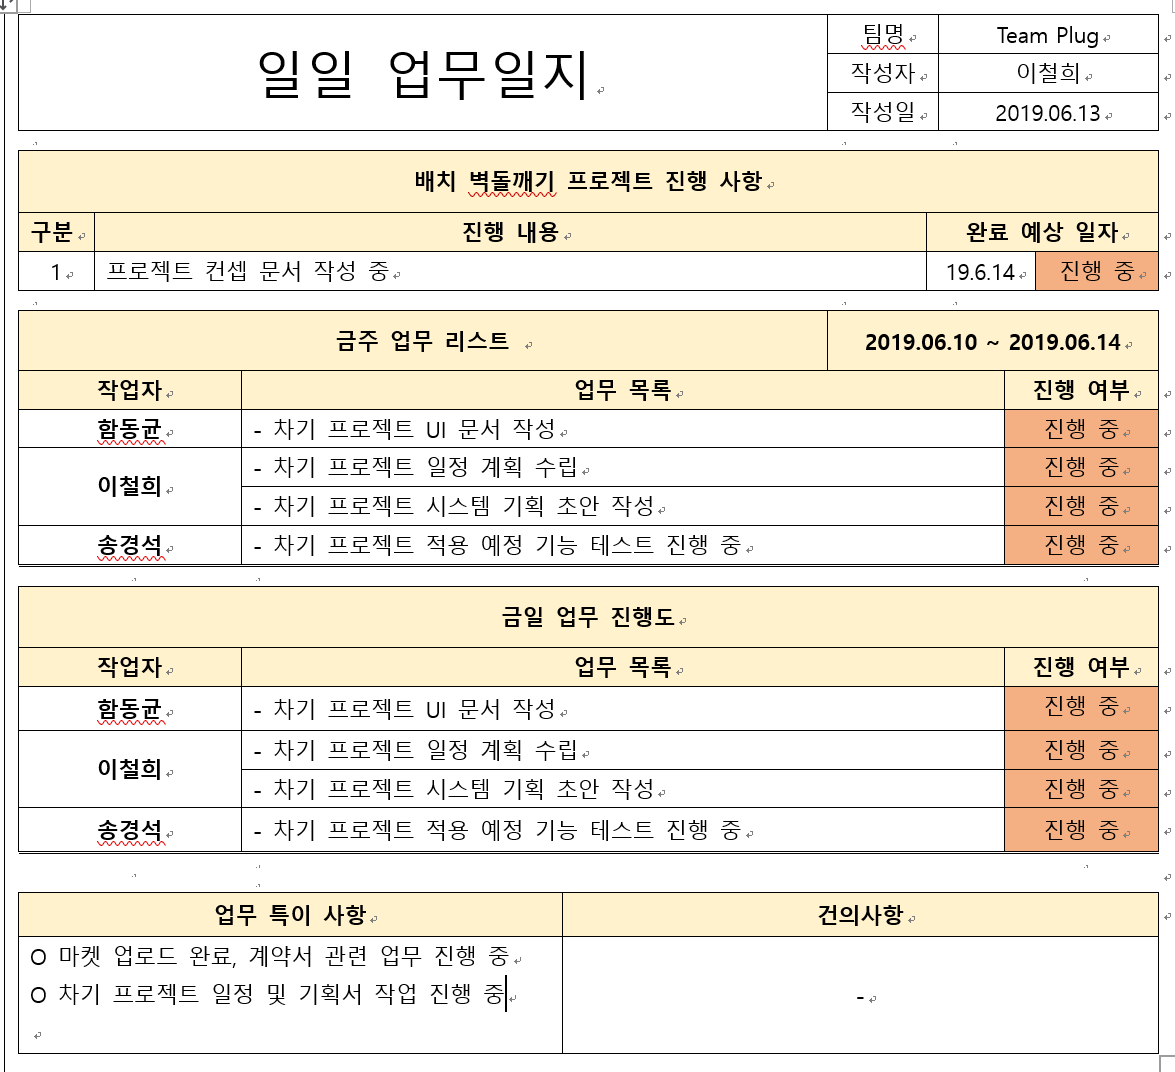 일일 업무일지
팀명 Team Plug
작성자 이철희
작성일 2019.06.13
배치 벽돌깨기 프로젝트 진행 사항
구분 진행 내용 완료 예상 일자
1 프로젝트 컨셉 문서 작성 중 19.6.14 진행 중
금주 업무 리스트 2019.06.10 ~ 2019.06.14
작업자 업무 목록 진행 여부
함동균 - 차기 프로젝트 UI 문서 작성 진행 중
이철희 - 차기 프로젝트 일정 계획 수립 진행 중
- 차기 프로젝트 시스템 기획 초안 작성 진행 중
송경석 - 차기 프로젝트 적용 예정 기능 테스트 진행 중 진행 중
금일 업무 진행도
작업자 업무 목록 진행 여부
함동균 - 차기 프로젝트 UI 문서 작성 진행 중
이철희 - 차기 프로젝트 일정 계획 수립 진행 중
- 차기 프로젝트 시스템 기획 초안 작성 진행 중
송경석 - 차기 프로젝트 적용 예정 기능 테스트 진행 중 진행 중
업무 특이 사항 건의사항
O 마켓 업로드 완료, 계약서 관련 업무 진행 중
O 차기 프로젝트 일정 및 기획서 작업 진행 중
-